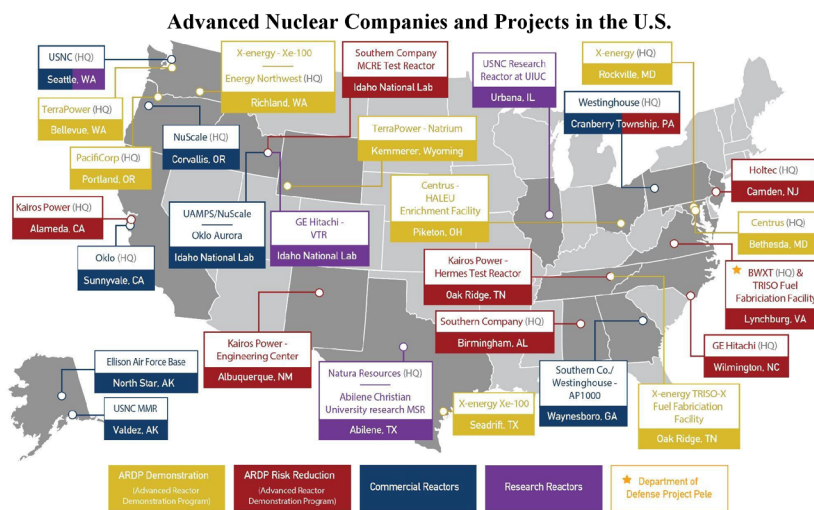 Advanced Nuclear Companies and Projects in the U.S.
USNC (HQ)
Seattle, WA
X-energy - Xe-100
Energy Northwest (HQ)
Richland, WA
Southern Company
MCRE Test Reactor
Idaho National Lab
USNC Research
Reactor at UIUC
Urbana, IL
X-energy (HQ)
Rockville, MD
TerraPower (HQ)
Bellevue, WA
NuScale (HQ)
Corvallis, OR
TerraPower - Natrium
Kemmerer, Wyoming
Westinghouse (HQ)
Cranberry Township, PA
PacifiCorp (HQ)
Portland, OR
Holtec (HQ)
Camden, NJ
Kairos Power (HQ)
Alameda, CA
UAMPS/NuScale
Oklo Aurora
Idaho National Lab
GE Hitachi -
VTR
Idaho National Lab
Centrus -
HALEU
Enrichment Facility
Piketon, OH
Centrus (HQ)
Bethesda, MD
Oklo (HQ)
Sunnyvale, CA
Kairos Power -
Hermes Test Reactor
Oak Ridge, TN
BWXT (HQ) &
TRISO Fuel
Fabriciation Facility
Lynchburg, VA
Kairos Power -
Engineering Center
Albuquerque, NM
Southern Company (HQ)
Birmingham, AL
GE Hitachi (HQ)
Wilmington, NC
Ellison Air Force Base
North Star, AK
USNC MMR
Valdez, AK
Natura Resources (HQ)
Abilene Christian
University research MSR
Abilene, TX
X-energy Xe-100
Seadrift, TX
Southern Co./
Westinghouse -
AP1000
Waynesboro, GA
X-energy TRISO-X
Fuel Fabriciation
Facility
Oak Ridge, TN
ARDP Demonstration
(Advanced Reactor
Demonstration Program)
ARDP Risk Reduction
(Advanced Reactor
Demonstration Program)
Commercial Reactors
Research Reactors
Department of
Defense Project Pele